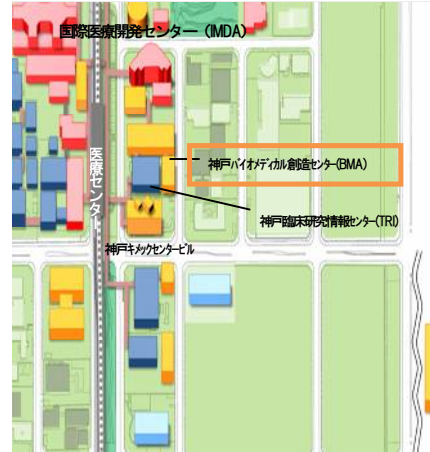 国際医療開発センター（IMDA）
医療センター
神戸バイオメディカル創造センター(BMA)
神戸臨床研究情報センター(TRI)
神戸キメックセンタービル